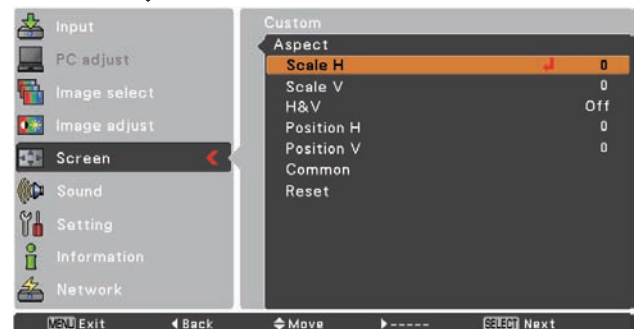 Input
PC adjust
Image select
Image adjust
Screen
Sound
Setting
Information
Network
Custom
Aspect
Scale H 0
Scale V 0
H&V Off
Position H 0
Position V 0
Common
Reset
MENU Exit ◀Back ◆Move ▶----- SELECT Next